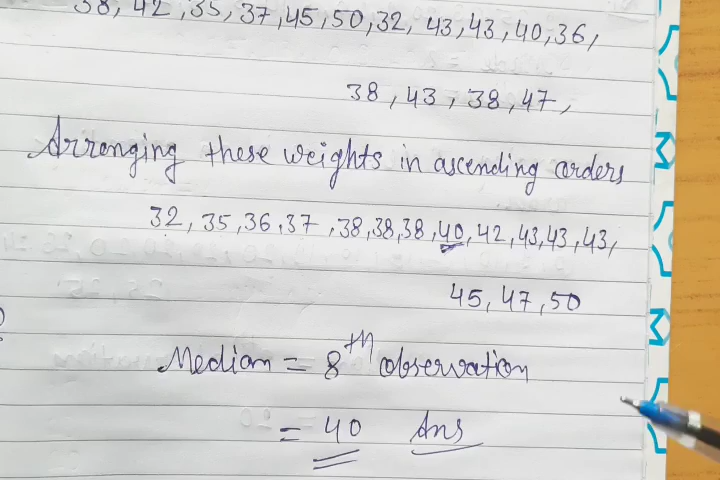 38, 42, 35, 37, 45, 50, 32, 43, 43, 40, 36,
38, 43, 38, 47,
Arrenging these weights in ascending orders
32, 35, 36, 37, 38, 38, 38, 40, 42, 43, 43, 43,
45, 47, 50
Median = 8th observation
= 40 Ans